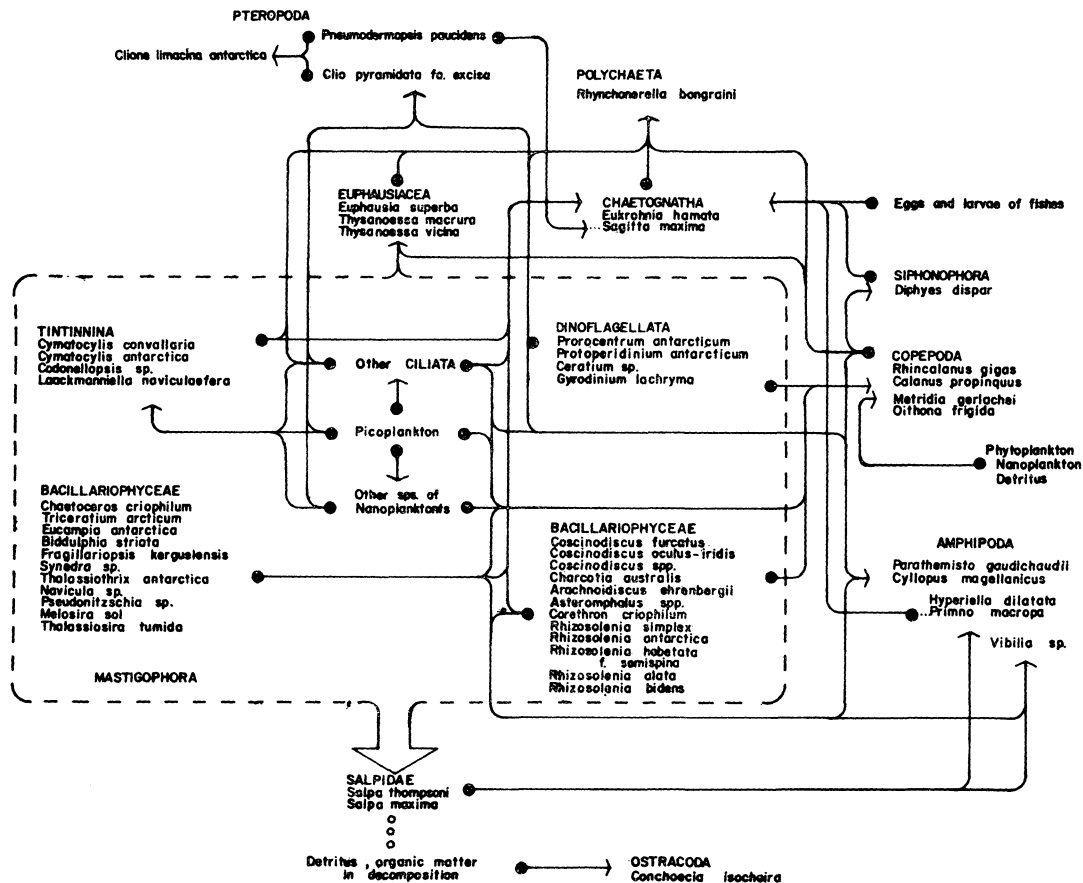 PTEROPODA
Pneumodermopsis paucidens
Clione limacina antarctica
Clio pyramidata fo. excisa
POLYCHAETA
Rhynchonerella bongraini
EUPHAUSIACEA
Euphausia superba
Thysanoessa macrura
Thysanoessa vicina
CHAETOGNATHA
Eukrohnia hamata
...Sagitta maxima
Eggs and larvae of fishes
SIPHONOPHORA
Diphyes dispar
TINTINNINA
Cymatocylis convallaria
Cymatocylis antarctica
Codonellopsis sp.
Laackmanniella naviculaefera
Other CILIATA
Picoplankton
Other sps. of
Nanoplanktonts
DINOFLAGELLATA
Prorocentrum antarcticum
Protoperidinium antarcticum
Ceratium sp.
Gyrodinium lachryma
COPEPODA
Rhincalanus gigas
Calanus propinquus
Metridia gerlachei
Oithona frigida
Phytoplankton
Nanoplankton
Detritus
BACILLARIOPHYCEAE
Chaetoceros criophilum
Triceratium arcticum
Eucampia antarctica
Biddulphia striata
Fragillariopsis kerguslensis
Synedra sp.
Thalassiothrix antarctica
Navicula sp.
Pseudonitzschia sp.
Melosira sol
Thalassiosira tumida
MASTIGOPHORA
BACILLARIOPHYCEAE
Coscinodiscus furcatus
Coscinodiscus oculus-iridis
Coscinodiscus spp.
Charcotia australis
Arachnoidiscus ehrenbergii
Asteromphalus spp.
Corethron criophilum
Rhizosolenia simplex
Rhizosolenia antarctica
Rhizosolenia hebetata
f. semispina
Rhizosolenia alata
Rhizosolenia bidens
AMPHIPODA
Parathemisto gaudichaudii
Cyllopus magellanicus
Hyperiella dilatata
...Primno macropa
Vibilia sp.
SALPIDAE
Salpa thompsoni
Salpa maxima
Detritus, organic matter
in decomposition
OSTRACODA
Conchoecia isocheira